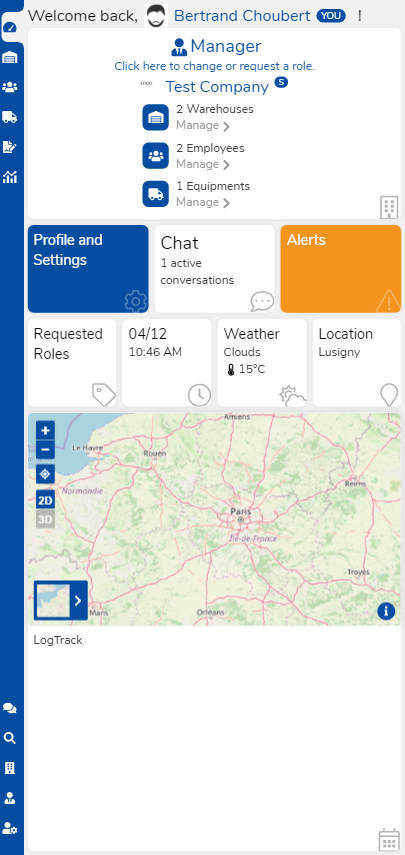 Welcome back, Bertrand Choubert YOU !
Manager
Click here to change or request a role.
LOGO Test Company S
2 Warehouses
Manage
2 Employees
Manage
1 Equipments
Manage
Profile and
Settings
Chat
1 active
conversations
Alerts
Requested
Roles
04/12
10:46 AM
Weather
Clouds
15°C
Location
Lusigny
Amiens
Le Havre
Rouen
Reims
Normandie
Paris
Île-de-France
Troyes
Mans
Orléans
+
−
2D
3D
LogTrack